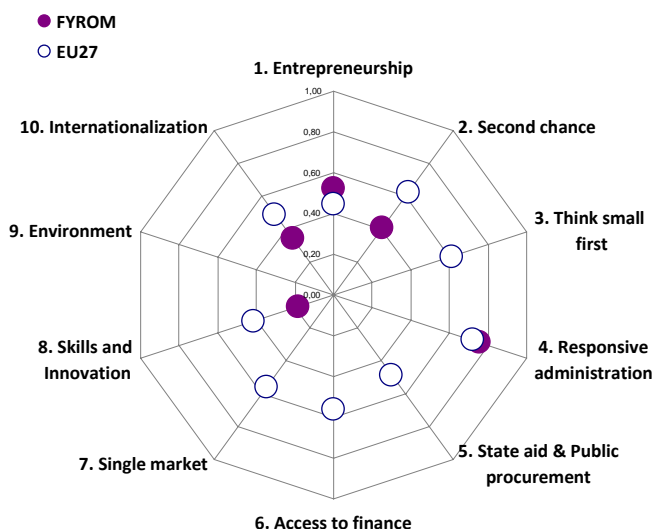 FYROM
EU27
1. Entrepreneurship
1,00
10. Internationalization
2. Second chance
0,80
0,60
9. Environment
3. Think small
first
0,40
0,20
0,00
8. Skills and
Innovation
4. Responsive
administration
7. Single market
5. State aid & Public
procurement
6. Access to finance